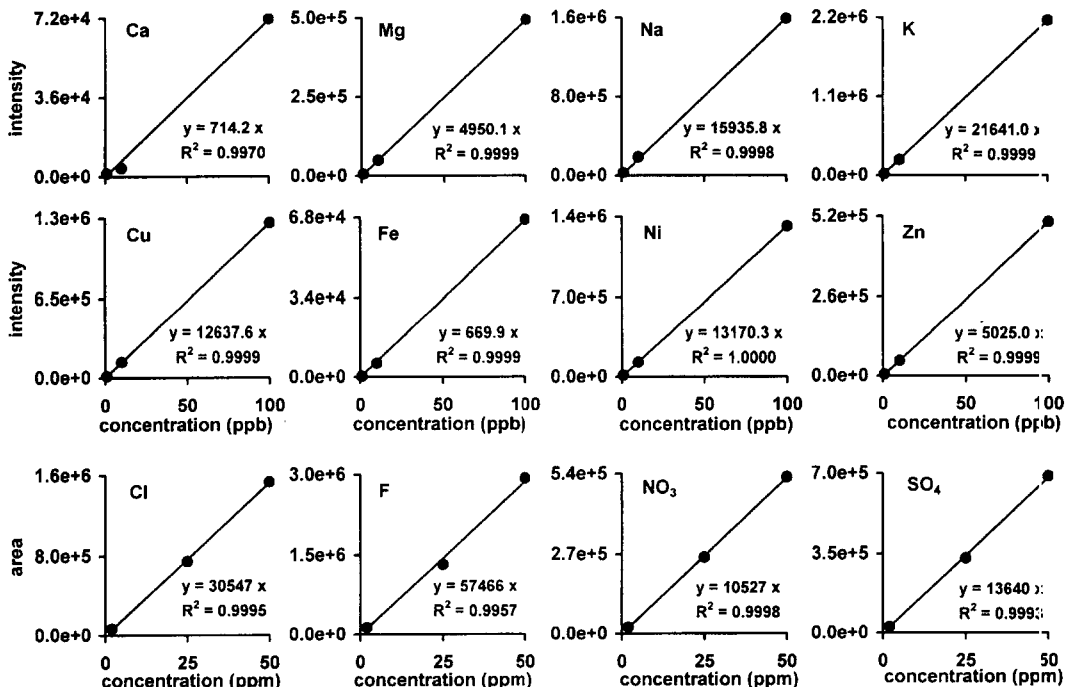 7.2e+4
Ca
intensity
3.6e+4
y = 714.2 x
R² = 0.9970
0.0e+0
5.0e+5
Mg
2.5e+5
y = 4950.1 x
R² = 0.9999
0.0e+0
1.6e+6
Na
8.0e+5
y = 15935.8 x
R² = 0.9998
0.0e+0
2.2e+6
K
1.1e+6
y = 21641.0 x
R² = 0.9999
0.0e+0
0 50 100
1.3e+6
Cu
intensity
6.5e+5
y = 12637.6 x
R² = 0.9999
0.0e+0
0 50 100
concentration (ppb)
6.8e+4
Fe
3.4e+4
y = 669.9 x
R² = 0.9999
0.0e+0
0 50 100
concentration (ppb)
1.4e+6
Ni
7.0e+5
y = 13170.3 x
R² = 1.0000
0.0e+0
0 50 100
concentration (ppb)
5.2e+5
Zn
2.6e+5
y = 5025.0
R² = 0.9999
0.0e+0
0 50 100
concentration (ppb)
1.6e+6
Cl
area
8.0e+5
y = 30547 x
R² = 0.9995
0.0e+0
0 25 50
concentration (ppm)
3.0e+6
F
1.5e+6
y = 57466 x
R² = 0.9957
0.0e+0
0 25 50
concentration (ppm)
5.4e+5
NO₃
2.7e+5
y = 10527 x
R² = 0.9998
0.0e+0
0 25 50
concentration (ppm)
7.0e+5
SO₄
3.5e+5
y = 13640
R² = 0.9993
0.0e+0
0 25 50
concentration (ppm)